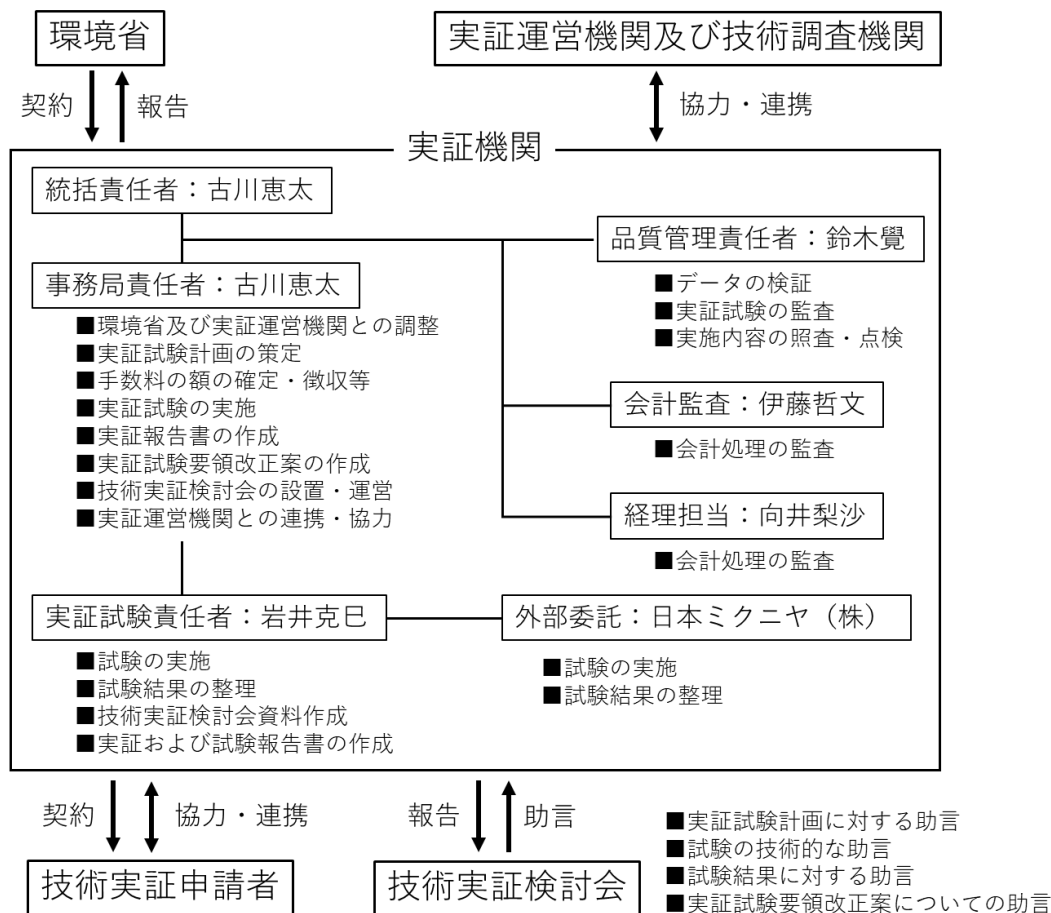 環境省
実証運営機関及び技術調査機関
契約
報告
協力・連携
実証機関
統括責任者：古川恵太
品質管理責任者：鈴木覺
■データの検証
■実証試験の監査
■実施内容の照査・点検
事務局責任者：古川恵太
■環境省及び実証運営機関との調整
■実証試験計画の策定
■手数料の額の確定・徴収等
■実証試験の実施
■実証報告書の作成
■実証試験要領改正案の作成
■技術実証検討会の設置・運営
■実証運営機関との連携・協力
会計監査：伊藤哲文
■会計処理の監査
経理担当：向井梨沙
■会計処理の監査
実証試験責任者：岩井克巳
■試験の実施
■試験結果の整理
■技術実証検討会資料作成
■実証および試験報告書の作成
外部委託：日本ミクニヤ（株）
■試験の実施
■試験結果の整理
契約
協力・連携
報告
助言
技術実証申請者
技術実証検討会
■実証試験計画に対する助言
■試験の技術的な助言
■試験結果に対する助言
■実証試験要領改正案についての助言